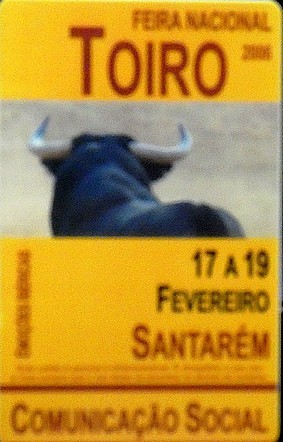 FEIRA NACIONAL
TOIRO
2006
17 A 19
FEVEREIRO
SANTARÉM
COMUNICAÇÃO SOCIAL